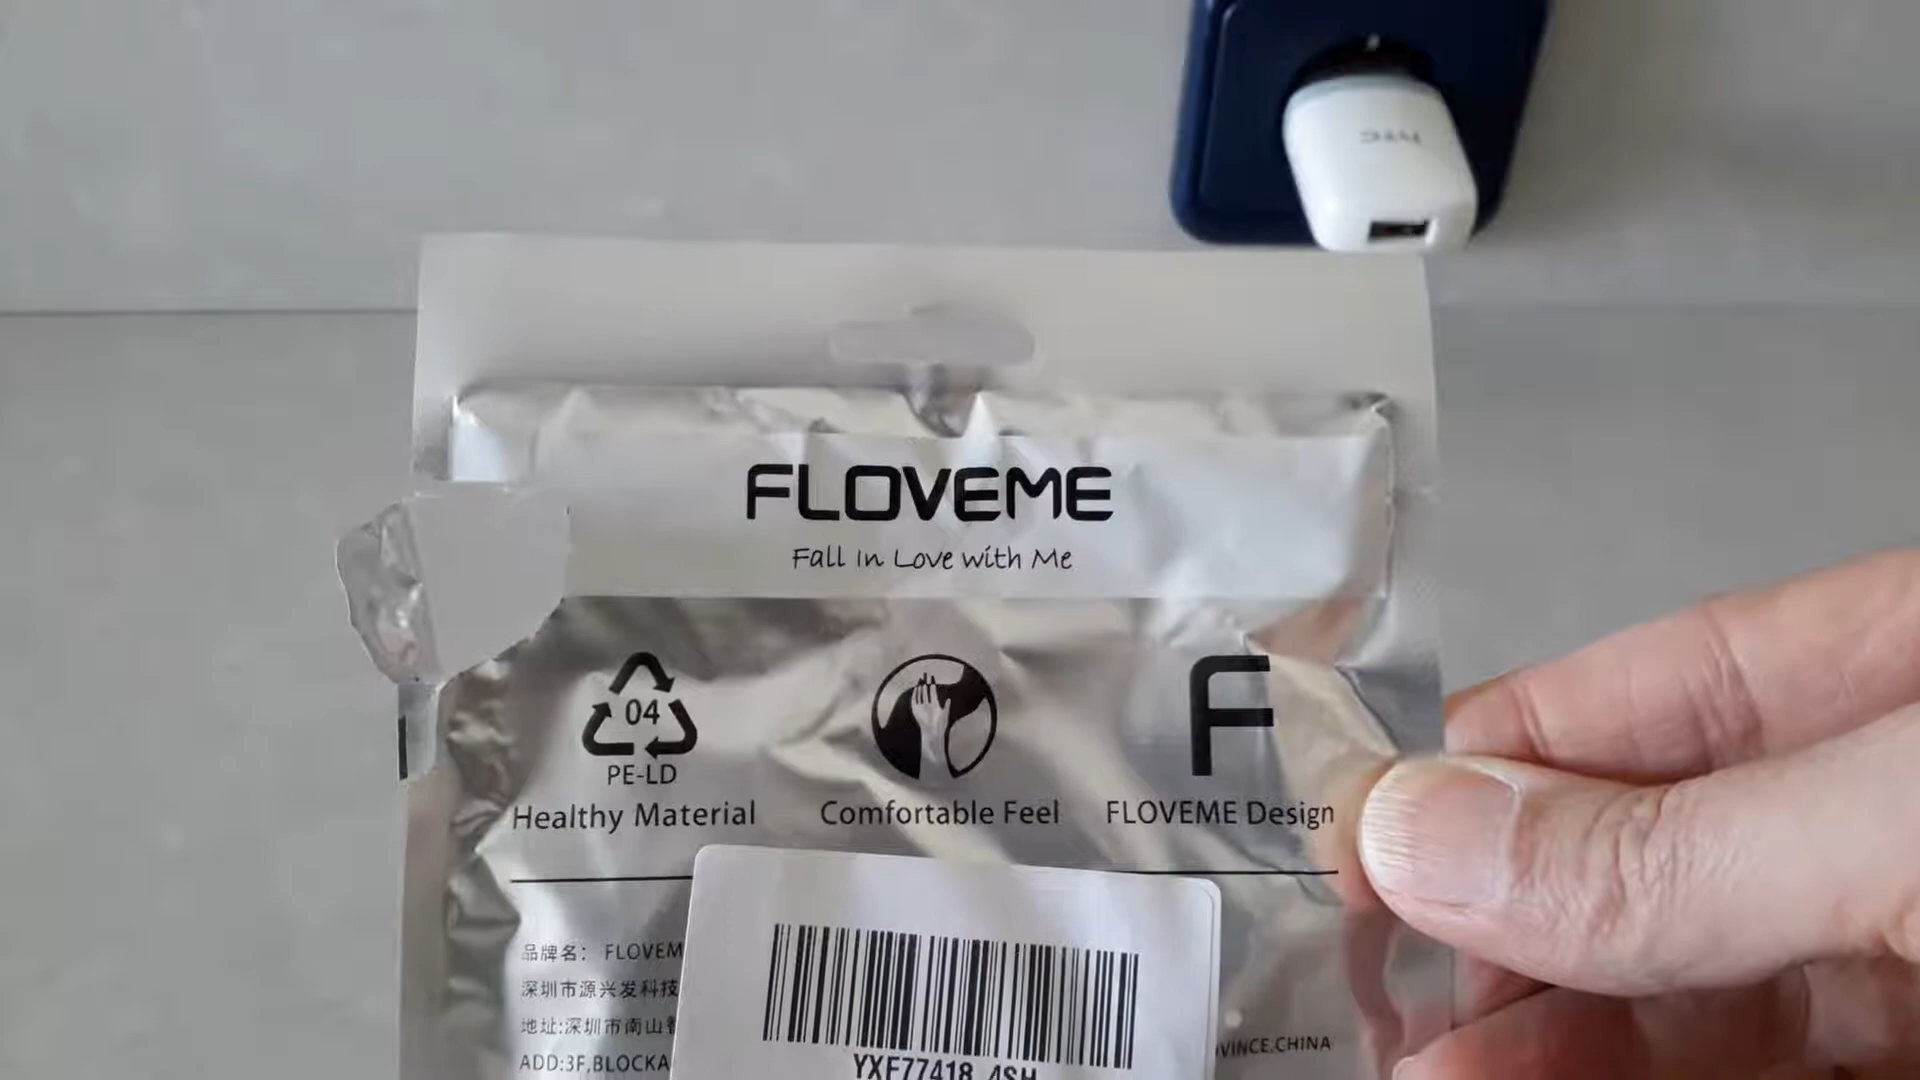 hTC
FLOVEME
Fall In Love with Me
04
PE-LD
F
Healthy Material
Comfortable Feel
FLOVEME Design
品牌名: FLOVEM
深圳市源兴发科技
地址:深圳市南山
ADD:3F,BLOCKA
VINCE.CHINA
YXF77418_4SH